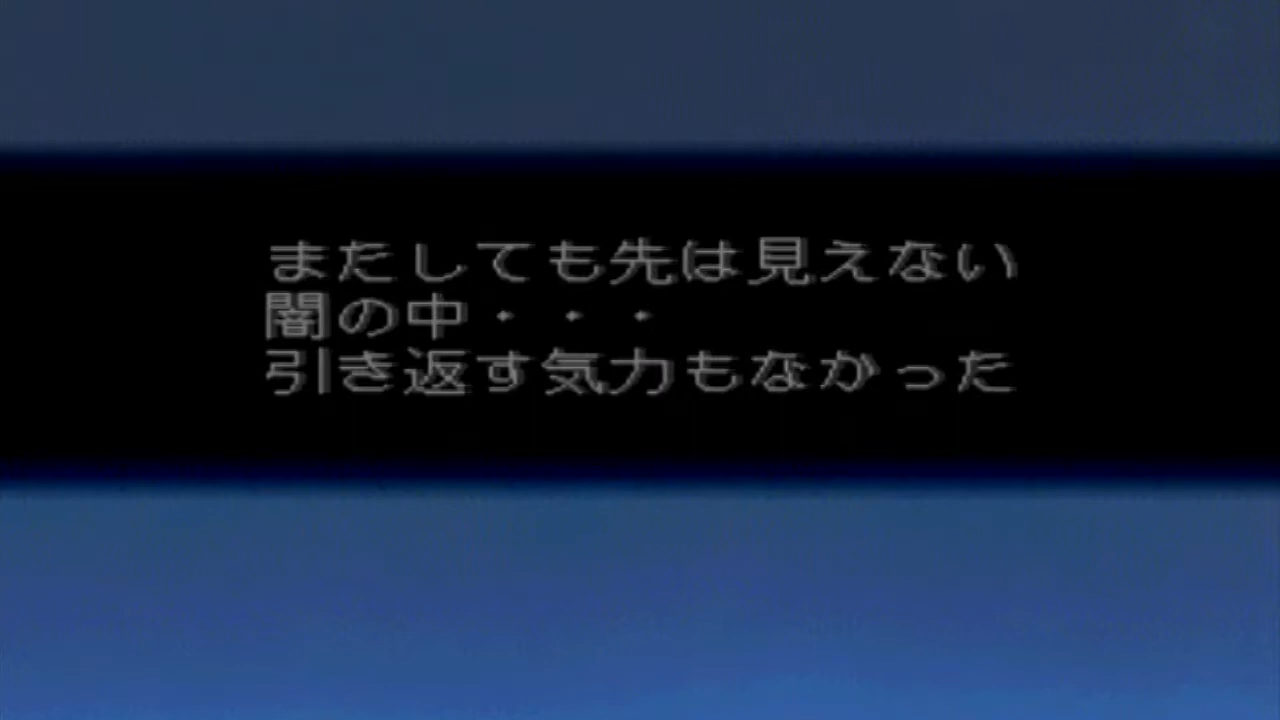 またしても先は見えない
闇の中・・・
引き返す気力もなかった